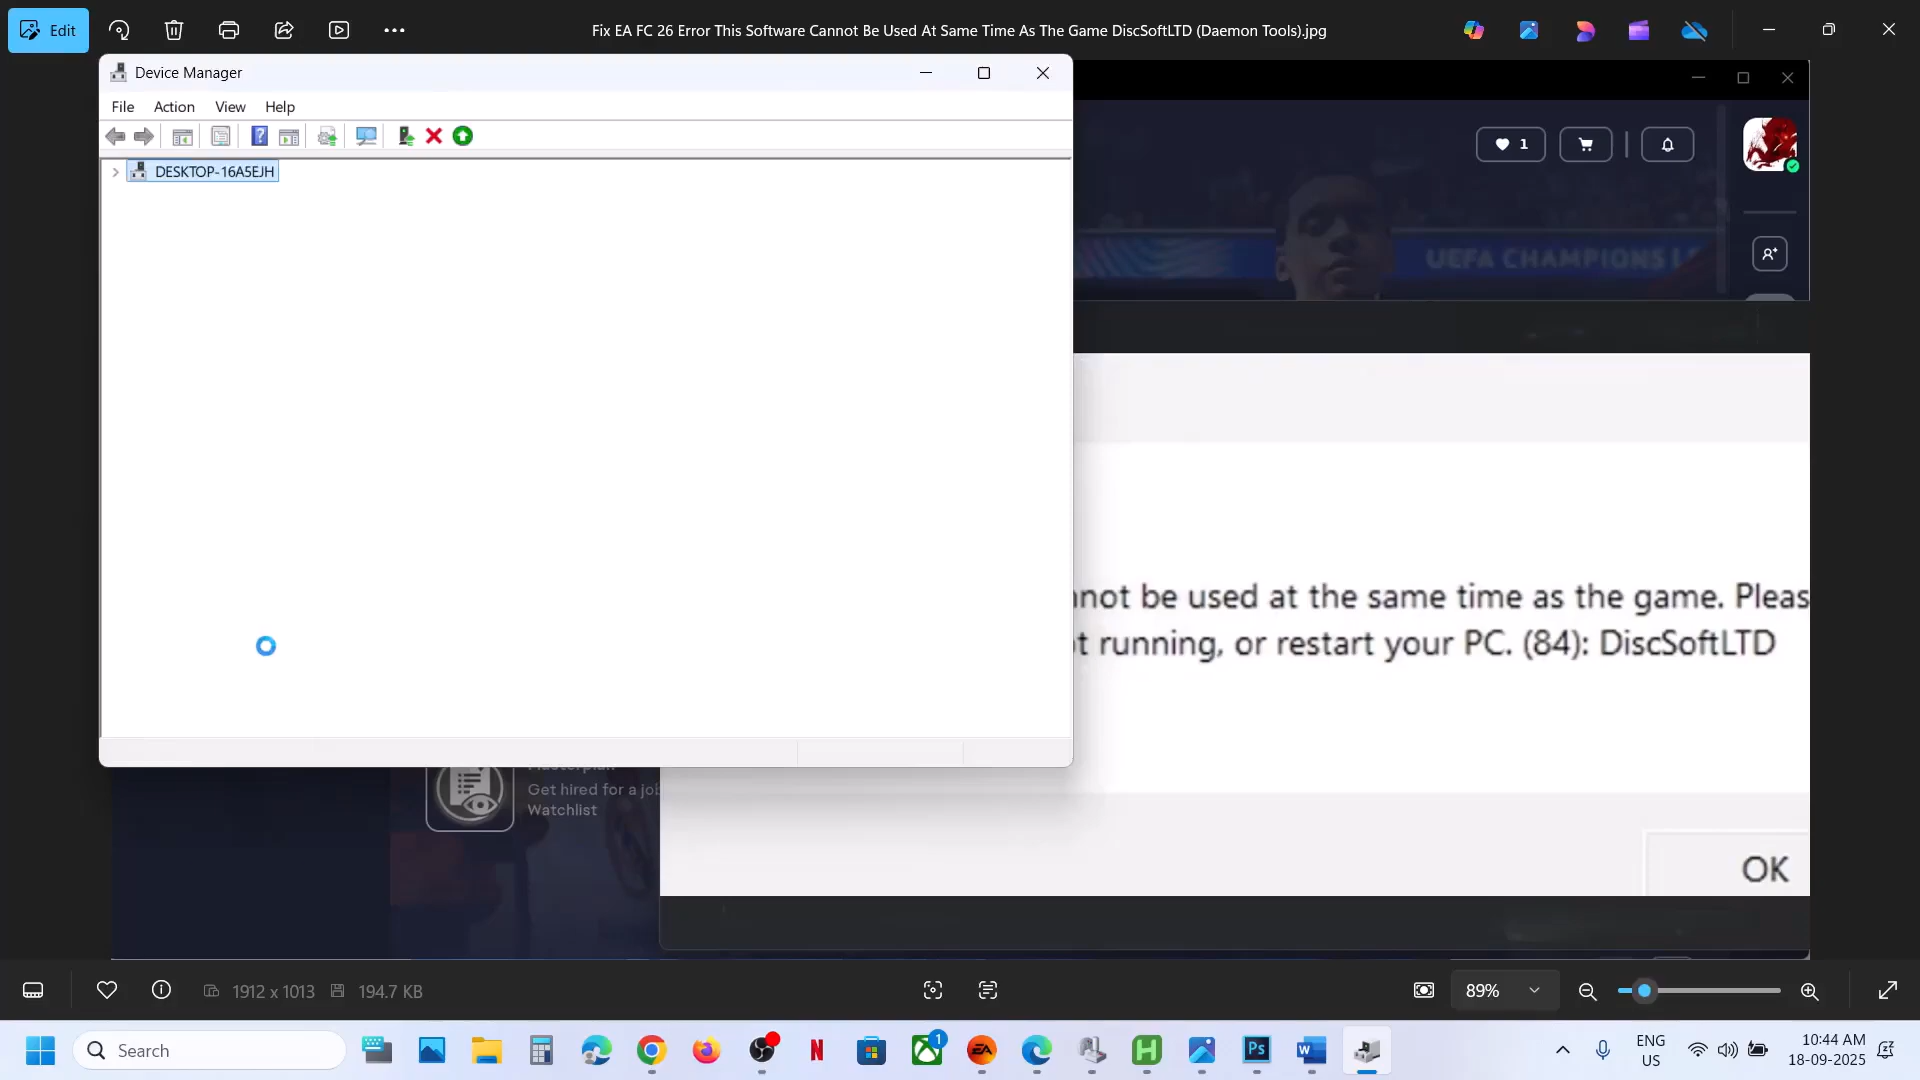 Edit
Fix EA FC 26 Error This Software Cannot Be Used At Same Time As The Game DiscSoftLTD (Daemon Tools).jpg
Device Manager
File Action View Help
DESKTOP-16A5EJH
1
UEFA CHAMPIONS L
not be used at the same time as the game. Pleas
t running, or restart your PC. (84): DiscSoftLTD
Get hired for a job
Watchlist
OK
1912 x 1013 194.7 KB
89%
Search
1
ENG
US
10:44 AM
18-09-2025